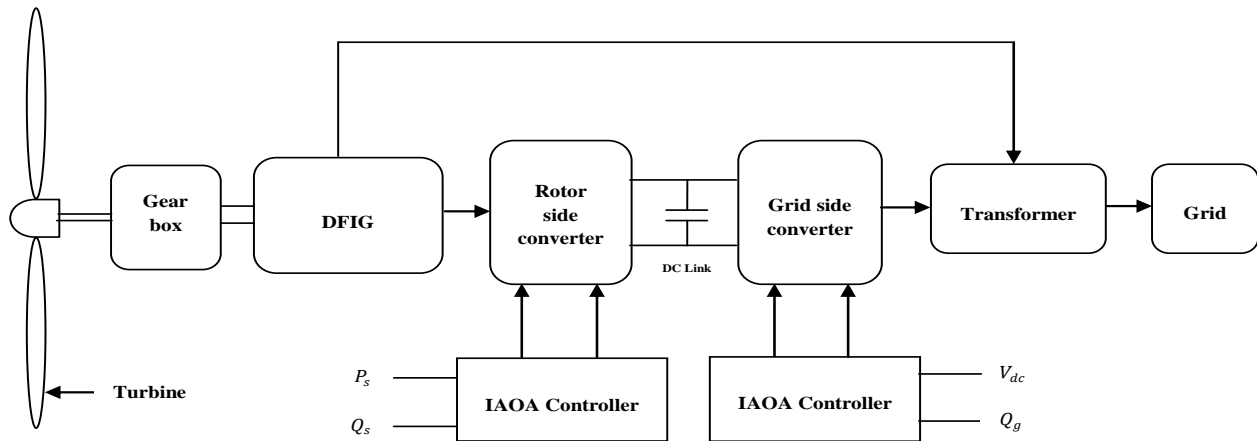 Gear
box
DFIG
Rotor
side
converter
DC Link
Grid side
converter
Transformer
Grid
Turbine
P_s
Q_s
IAOA Controller
IAOA Controller
V_dc
Q_g